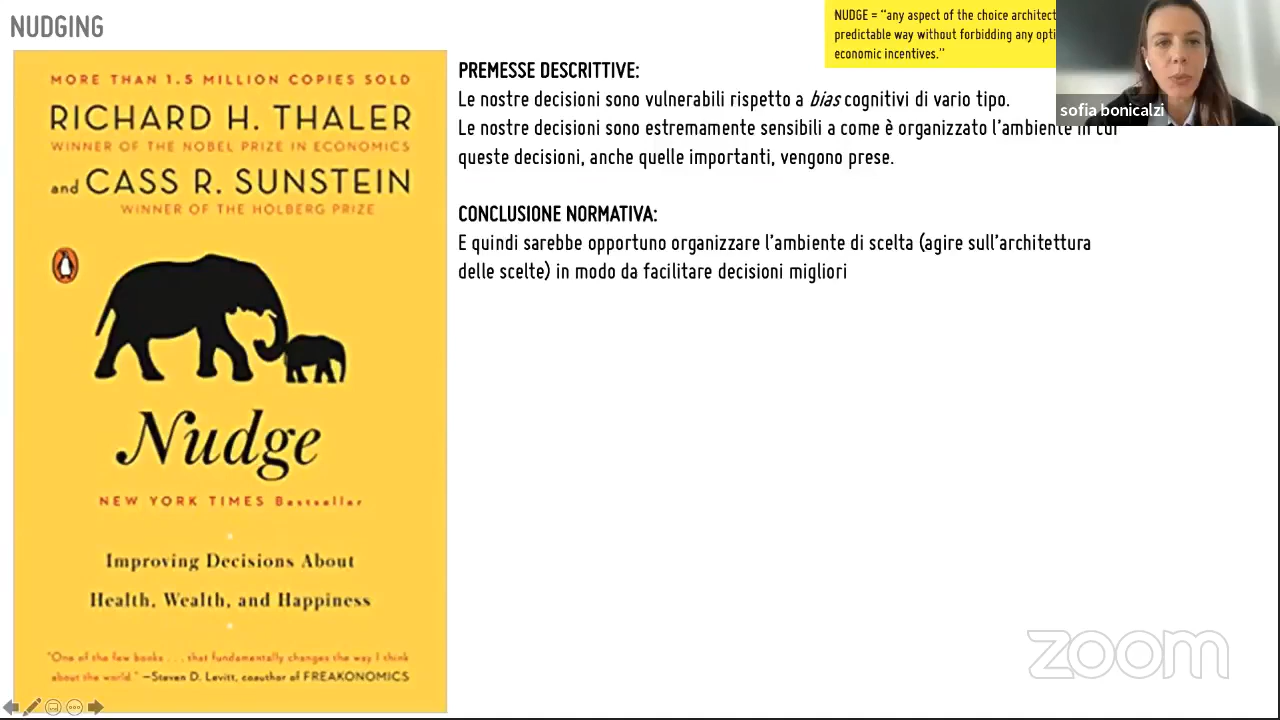 NUDGING
NUDGE = “any aspect of the choice
predictable way without forbidding any
economic incentives.”
sofia bonicalzi
MORE THAN 1.5 MILLION COPIES SOLD
RICHARD H. THALER
WINNER OF THE NOBEL PRIZE IN ECONOMICS
and CASS R. SUNSTEIN
WINNER OF THE HOLBERG PRIZE
Nudge
NEW YORK TIMES Bestseller
Improving Decisions About
Health, Wealth, and Happiness
"One of the few books . . . that fundamentally changes the way I think
about the world." —Steven D. Levitt, coauthor of FREAKONOMICS
PREMESSE DESCRITTIVE:
Le nostre decisioni sono vulnerabili rispetto a bias cognitivi di vario tipo.
Le nostre decisioni sono estremamente sensibili a come è organizzato l’ambiente in cui
queste decisioni, anche quelle importanti, vengono prese.
CONCLUSIONE NORMATIVA:
E quindi sarebbe opportuno organizzare l’ambiente di scelta (agire sull’architettura
delle scelte) in modo da facilitare decisioni migliori
zoom